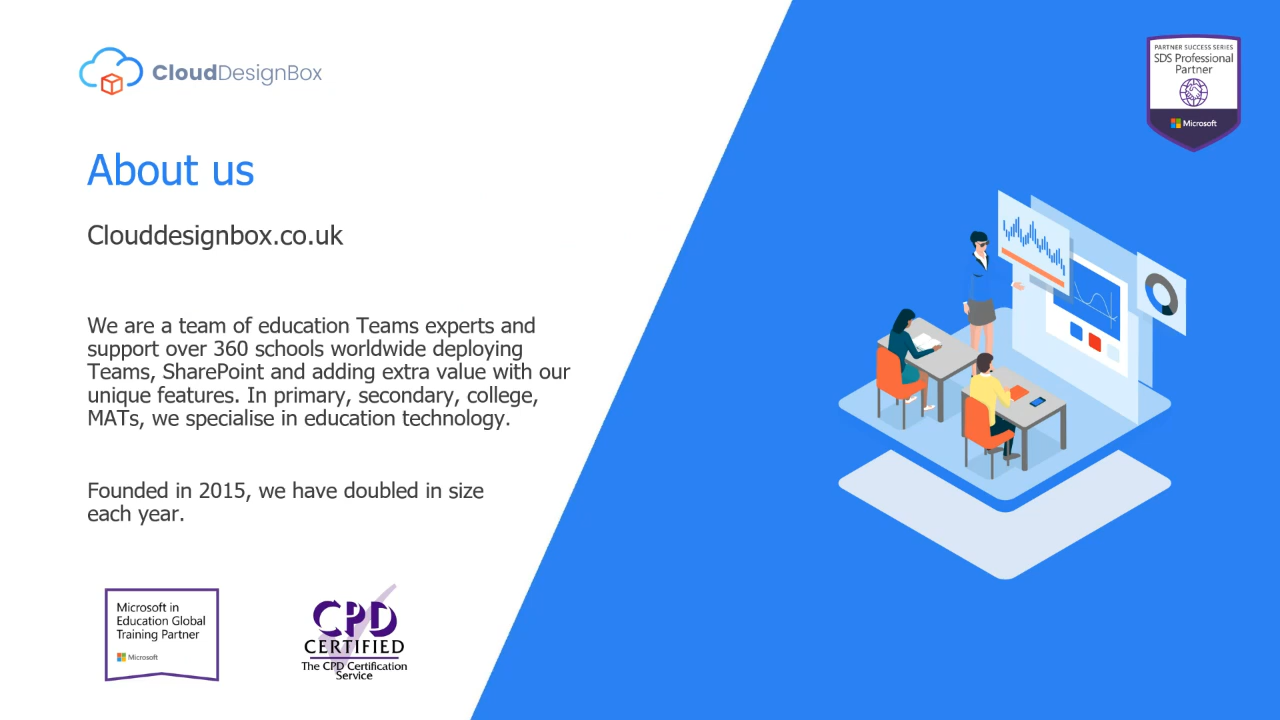 CloudDesignBox
PARTNER SUCCESS SERIES
SDS Professional
Partner
Microsoft
About us
Clouddesignbox.co.uk
We are a team of education Teams experts and
support over 360 schools worldwide deploying
Teams, SharePoint and adding extra value with our
unique features. In primary, secondary, college,
MATs, we specialise in education technology.
Founded in 2015, we have doubled in size
each year.
Microsoft in
Education Global
Training Partner
Microsoft
CPD
CERTIFIED
The CPD Certification
Service